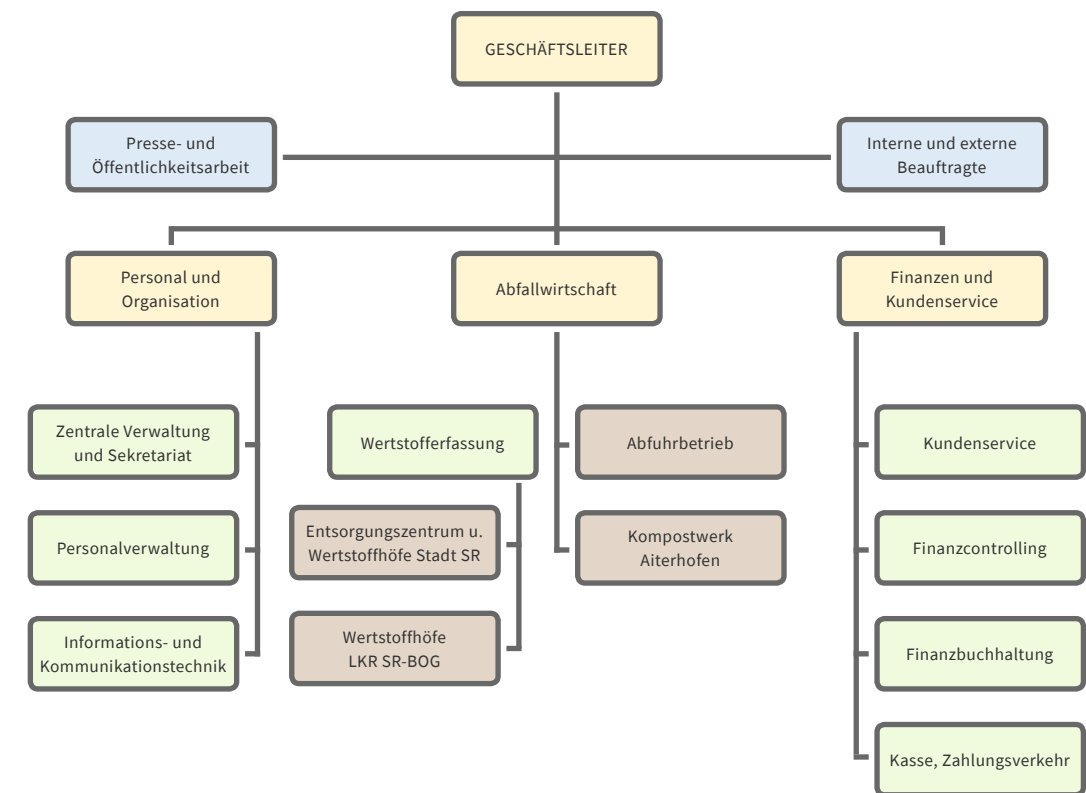 GESCHÄFTSLEITER
Presse- und
Öffentlichkeitsarbeit
Interne und externe
Beauftragte
Personal und
Organisation
Abfallwirtschaft
Finanzen und
Kundenservice
Zentrale Verwaltung
und Sekretariat
Wertstofferfassung
Abfuhrbetrieb
Kundenservice
Personalverwaltung
Entsorgungszentrum u.
Wertstoffhöfe Stadt SR
Kompostwerk
Aiterhofen
Finanzcontrolling
Informations- und
Kommunikationstechnik
Wertstoffhöfe
LKR SR-BOG
Finanzbuchhaltung
Kasse, Zahlungsverkehr